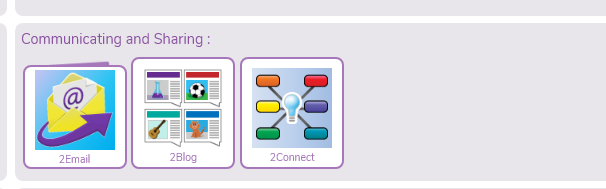 Communicating and Sharing :
@
2Email
2Blog
2Connect